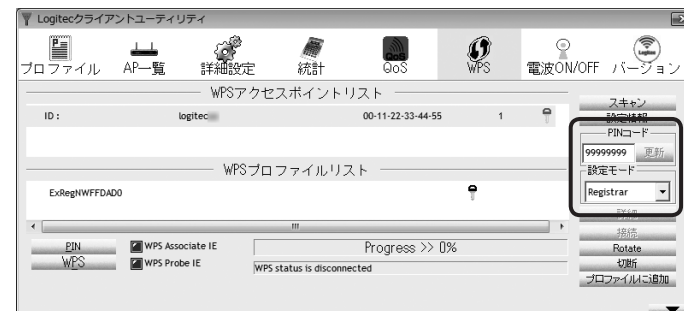 Logitecクライアントユーティリティ
プロファイル AP一覧 詳細設定 統計 QoS WPS 電波ON/OFF バージョン
WPSアクセスポイントリスト
ID : logitec 00-11-22-33-44-55 1
WPSプロファイルリスト
ExRegNWFFDAD0
スキャン
設定情報
PINコード
99999999 更新
設定モード
Registrar
詳細
接続
Rotate
切断
プロファイルに追加
PIN WPS Associate IE Progress >> 0%
WPS WPS Probe IE WPS status is disconnected